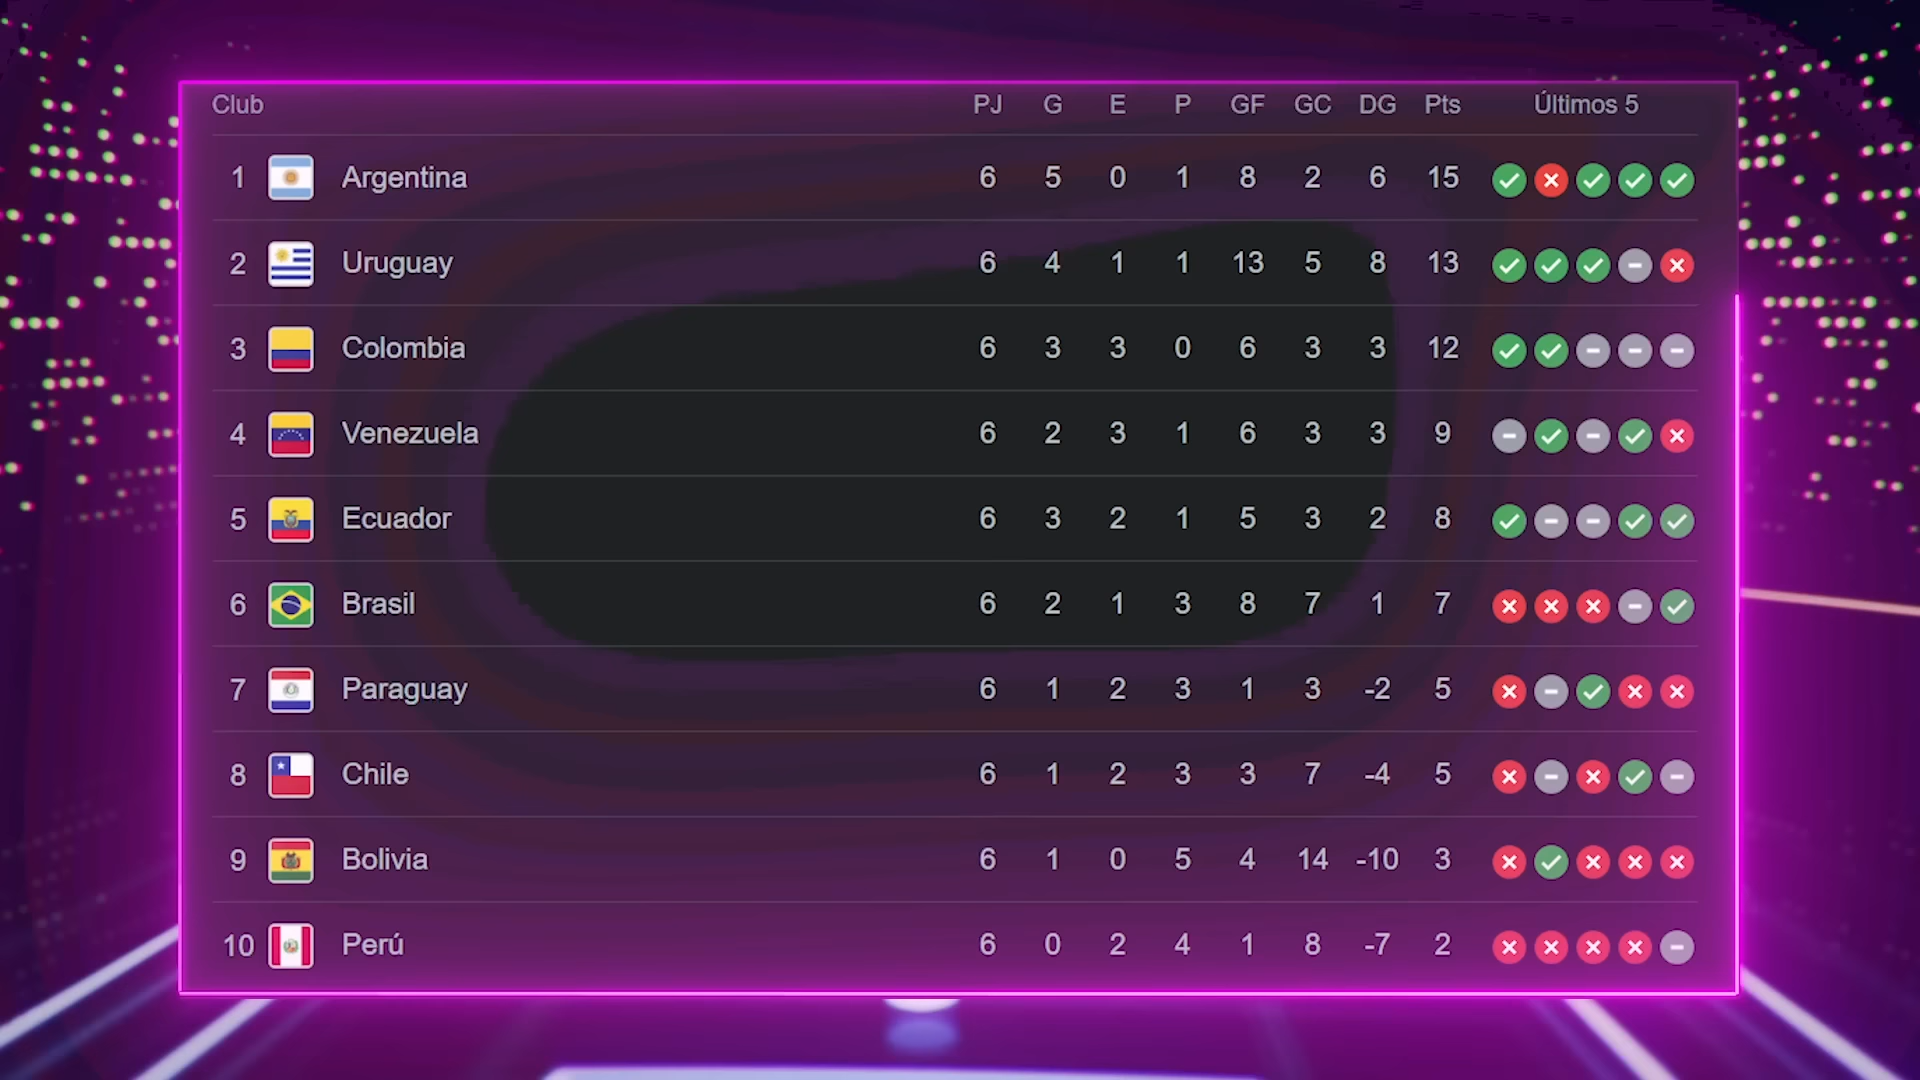 Club PJ G E P GF GC DG Pts Últimos 5
1 Argentina 6 5 0 1 8 2 6 15
2 Uruguay 6 4 1 1 13 5 8 13
3 Colombia 6 3 3 0 6 3 3 12
4 Venezuela 6 2 3 1 6 3 3 9
5 Ecuador 6 3 2 1 5 3 2 8
6 Brasil 6 2 1 3 8 7 1 7
7 Paraguay 6 1 2 3 1 3 -2 5
8 Chile 6 1 2 3 3 7 -4 5
9 Bolivia 6 1 0 5 4 14 -10 3
10 Perú 6 0 2 4 1 8 -7 2